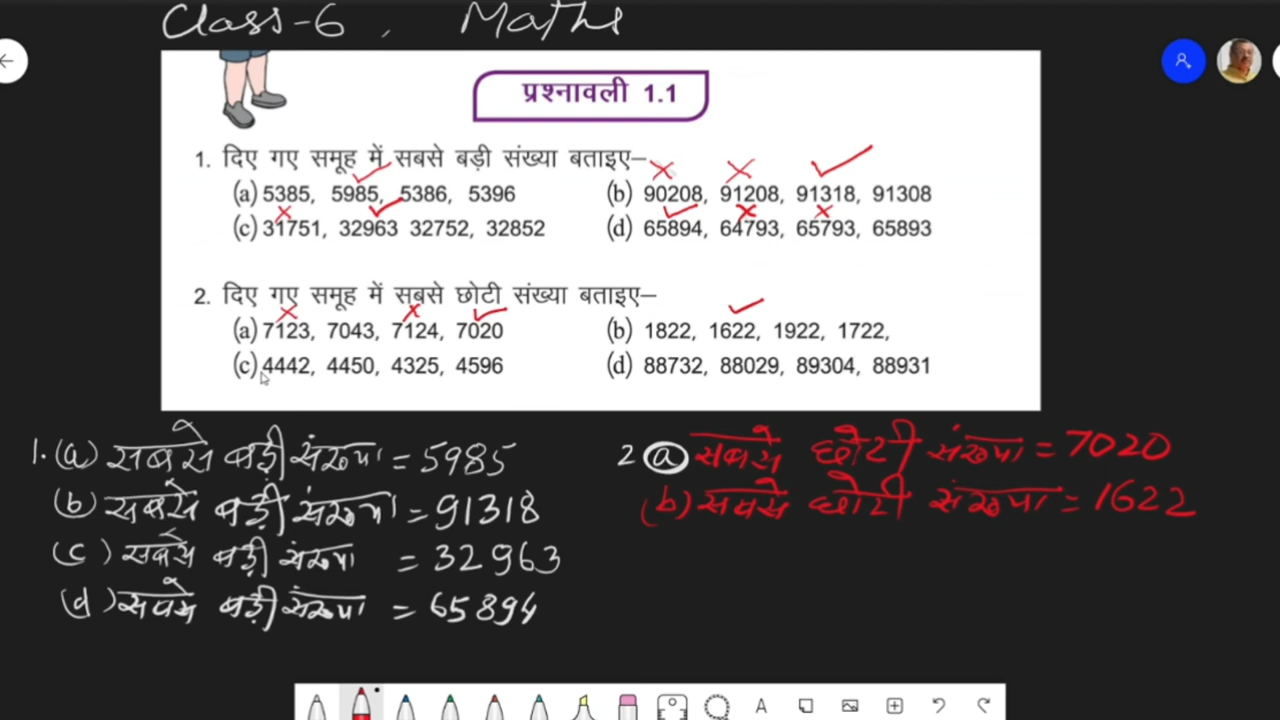 Class-6, Maths
प्रश्नावली 1.1
1. दिए गए समूह में सबसे बड़ी संख्या बताइए–
(a) 5385, 5985, 5386, 5396 (b) 90208, 91208, 91318, 91308
(c) 31751, 32963 32752, 32852 (d) 65894, 64793, 65793, 65893
2. दिए गए समूह में सबसे छोटी संख्या बताइए–
(a) 7123, 7043, 7124, 7020 (b) 1822, 1622, 1922, 1722,
(c) 4442, 4450, 4325, 4596 (d) 88732, 88029, 89304, 88931
1. (a) सबसे बड़ी संख्या = 5985
(b) सबसे बड़ी संख्या = 91318
(c) सबसे बड़ी संख्या = 32963
(d) सबसे बड़ी संख्या = 65894
2 (a) सबसे छोटी संख्या = 7020
(b) सबसे छोटी संख्या = 1622